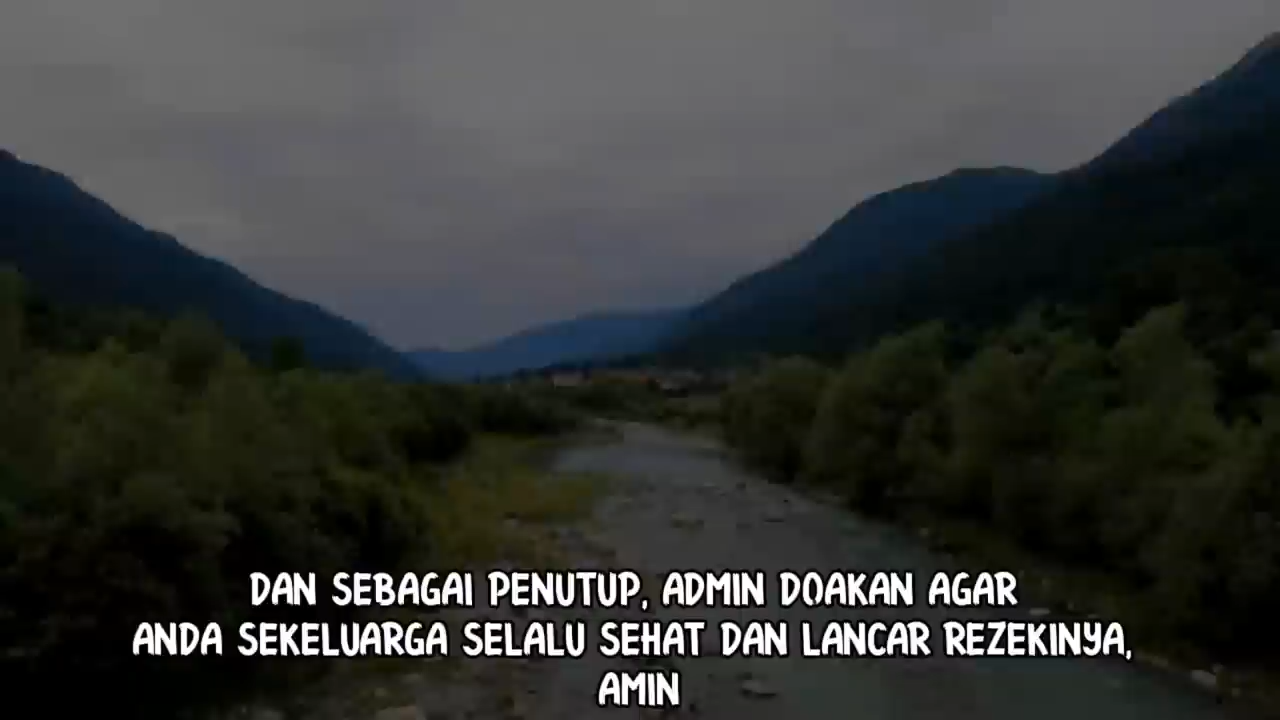 DAN SEBAGAI PENUTUP, ADMIN DOAKAN AGAR
ANDA SEKELUARGA SELALU SEHAT DAN LANCAR REZEKINYA,
AMIN